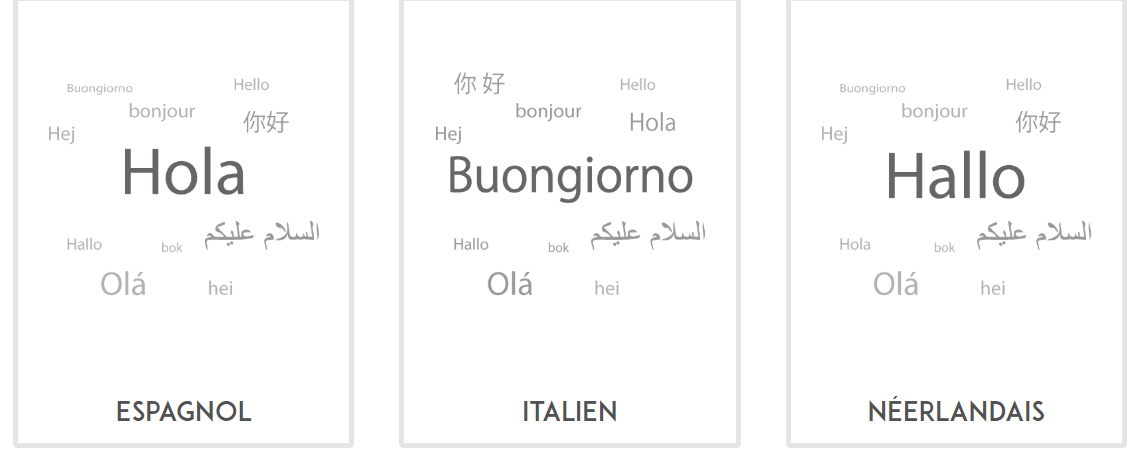 Buongiorno
Hello
bonjour
你好
Hej
Hola
السلام عليكم
Hallo
bok
Olá
hei
ESPAGNOL
你 好
Hello
bonjour
Hola
Hej
Buongiorno
السلام عليكم
Hallo
bok
Olá
hei
ITALIEN
Buongiorno
Hello
bonjour
你好
Hej
Hallo
السلام عليكم
Hola
bok
Olá
hei
NÉERLANDAIS